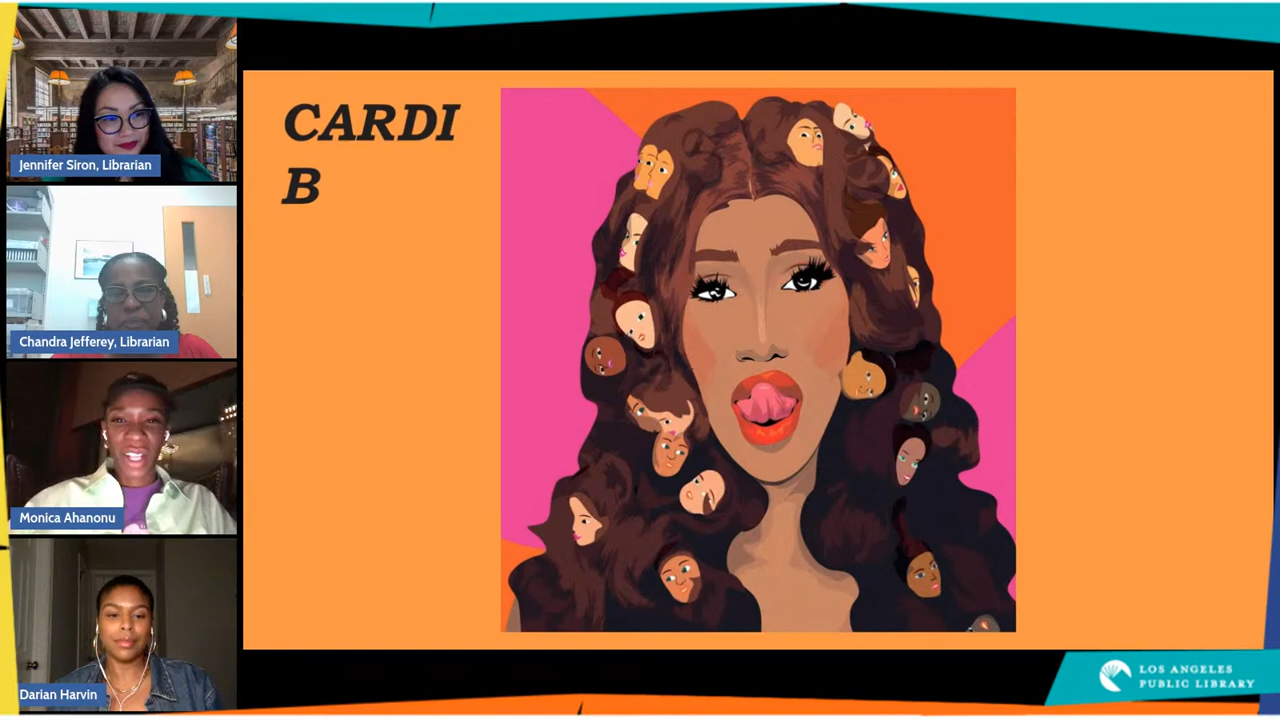 Jennifer Siron, Librarian
Chandra Jefferey, Librarian
Monica Ahanonu
Darian Harvin
CARDI
B
LOS ANGELES
PUBLIC LIBRARY